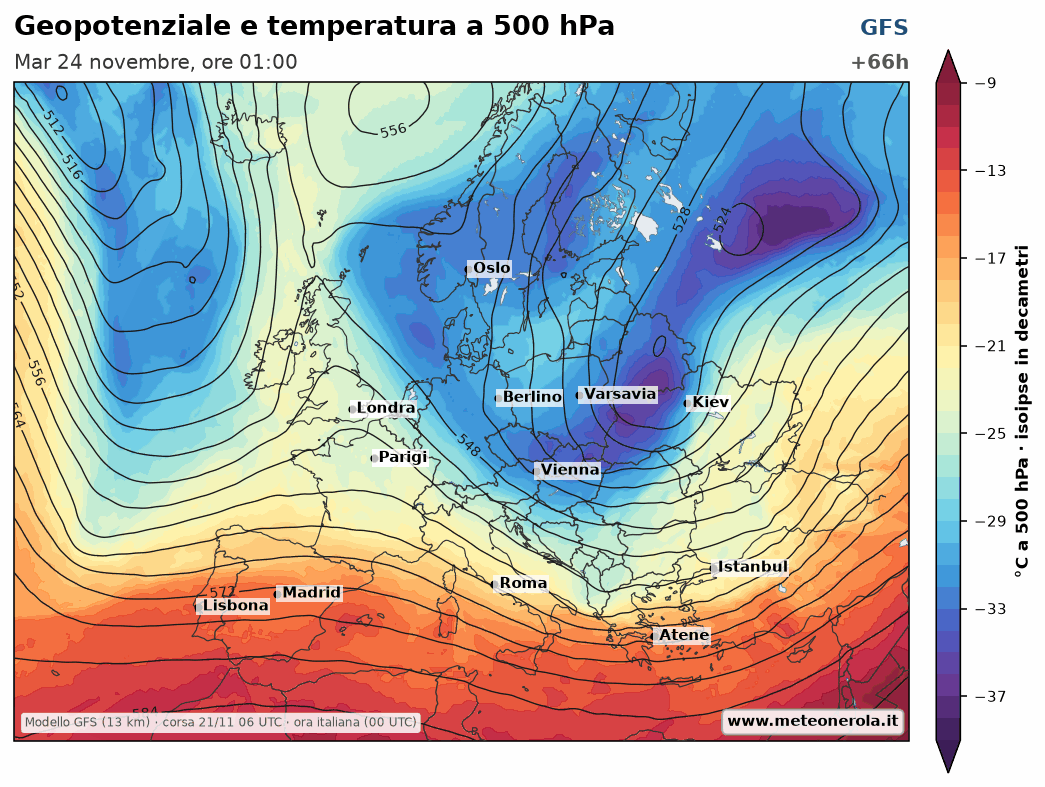 Geopotenziale e temperatura a 500 hPa
GFS
Mar 24 novembre, ore 01:00
+66h
512
516
556
528
524
552
556
564
548
572
584
Oslo
Berlino
Varsavia
Kiev
Londra
Parigi
Vienna
Roma
Istanbul
Madrid
Lisbona
Atene
−9
−13
−17
−21
−25
−29
−33
−37
°C a 500 hPa · isoipse in decametri
Modello GFS (13 km) · corsa 21/11 06 UTC · ora italiana (00 UTC)
www.meteonerola.it